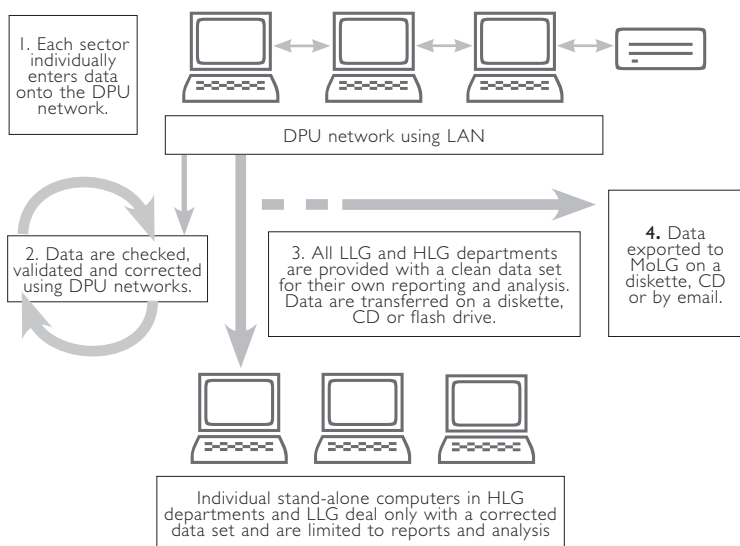 1. Each sector
individually
enters data
onto the DPU
network.
DPU network using LAN
2. Data are checked,
validated and corrected
using DPU networks.
3. All LLG and HLG departments
are provided with a clean data set
for their own reporting and analysis.
Data are transferred on a diskette,
CD or flash drive.
4. Data
exported to
MoLG on a
diskette, CD
or by email.
Individual stand-alone computers in HLG
departments and LLG deal only with a corrected
data set and are limited to reports and analysis